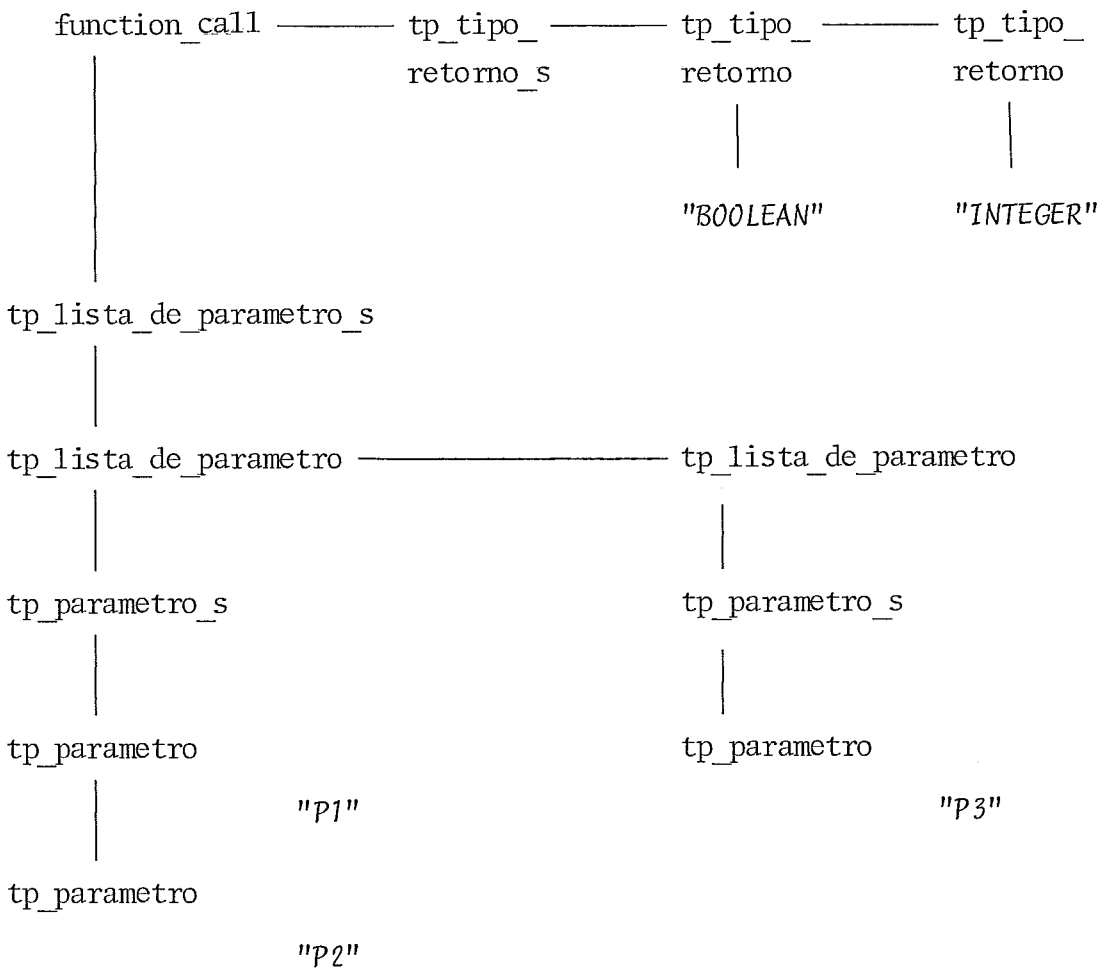 function_call tp_tipo_ tp_tipo_ tp_tipo_
retorno_s retorno retorno
"BOOLEAN" "INTEGER"
tp_lista_de_parametro_s
tp_lista_de_parametro tp_lista_de_parametro
tp_parametro_s tp_parametro_s
tp_parametro tp_parametro
"P1" "P3"
tp_parametro
"P2"